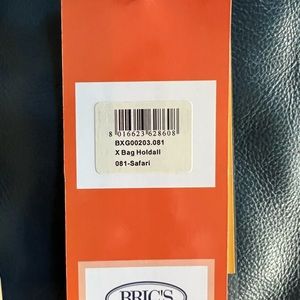 8 016623 628608
BXG00203.081
X Bag Holdall
081-Safari
BRIC'S